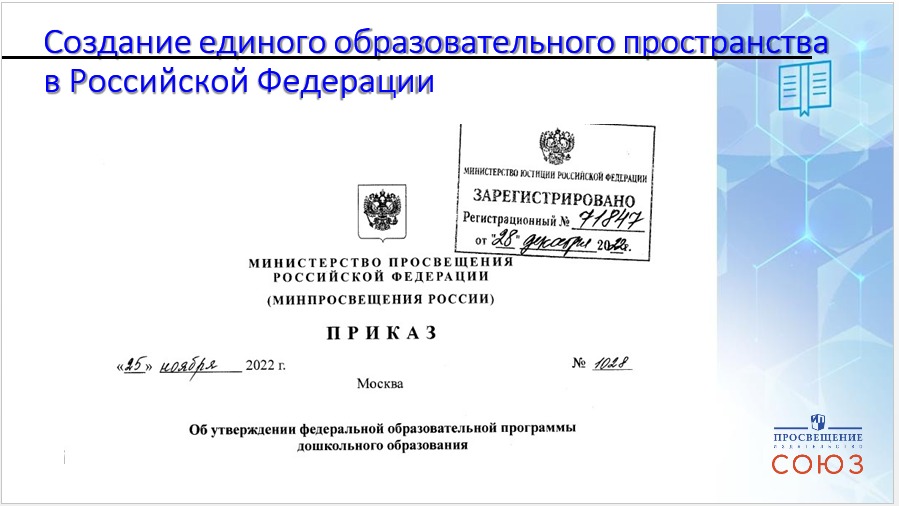 Создание единого образовательного пространства
в Российской Федерации
МИНИСТЕРСТВО ЮСТИЦИИ РОССИЙСКОЙ ФЕДЕРАЦИИ
ЗАРЕГИСТРИРОВАНО
Регистрационный № 71847
от "28" декабря 2022г.
МИНИСТЕРСТВО ПРОСВЕЩЕНИЯ
РОССИЙСКОЙ ФЕДЕРАЦИИ
(МИНПРОСВЕЩЕНИЯ РОССИИ)
ПРИКАЗ
«25» ноября 2022 г. № 1028
Москва
Об утверждении федеральной образовательной программы
дошкольного образования
ПРОСВЕЩЕНИЕ
ИЗДАТЕЛЬСТВО
СОЮЗ